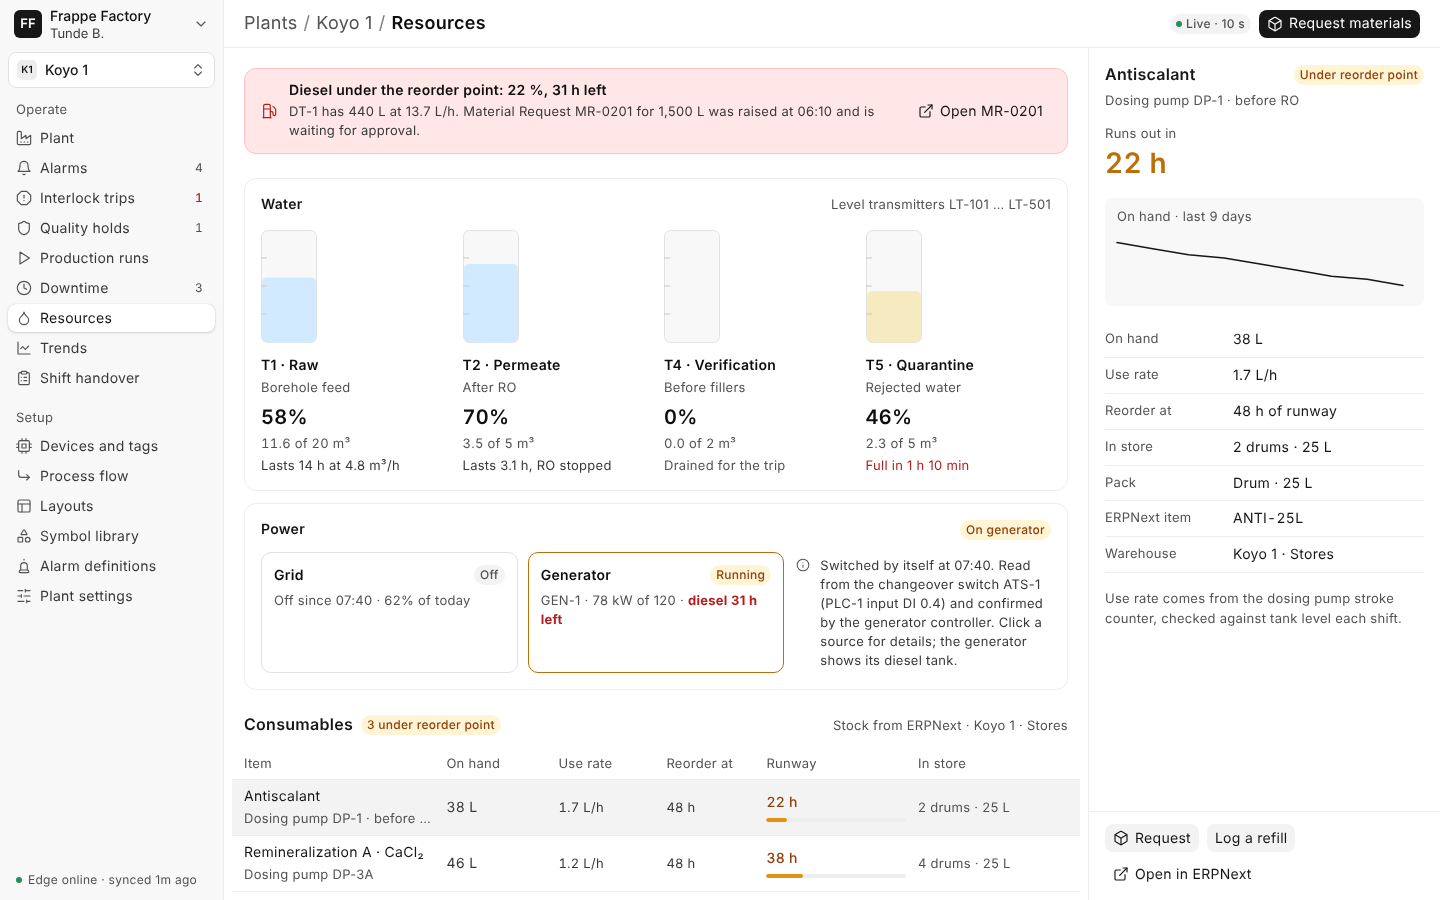 FF
Frappe Factory
Tunde B.
K1
Koyo 1
Operate
Plant
Alarms
4
Interlock trips
1
Quality holds
1
Production runs
Downtime
3
Resources
Trends
Shift handover
Setup
Devices and tags
Process flow
Layouts
Symbol library
Alarm definitions
Plant settings
Edge online · synced 1m ago
Plants / Koyo 1 / Resources
Live · 10 s
Request materials
Diesel under the reorder point: 22 %, 31 h left
DT-1 has 440 L at 13.7 L/h. Material Request MR-0201 for 1,500 L was raised at 06:10 and is
waiting for approval.
Open MR-0201
Water
Level transmitters LT-101 … LT-501
T1 · Raw
Borehole feed
58%
11.6 of 20 m³
Lasts 14 h at 4.8 m³/h
T2 · Permeate
After RO
70%
3.5 of 5 m³
Lasts 3.1 h, RO stopped
T4 · Verification
Before fillers
0%
0.0 of 2 m³
Drained for the trip
T5 · Quarantine
Rejected water
46%
2.3 of 5 m³
Full in 1 h 10 min
Power
On generator
Grid
Off
Off since 07:40 · 62% of today
Generator
Running
GEN-1 · 78 kW of 120 · diesel 31 h
left
Switched by itself at 07:40. Read
from the changeover switch ATS-1
(PLC-1 input DI 0.4) and confirmed
by the generator controller. Click a
source for details; the generator
shows its diesel tank.
Consumables
3 under reorder point
Stock from ERPNext · Koyo 1 · Stores
Item
On hand
Use rate
Reorder at
Runway
In store
Antiscalant
Dosing pump DP-1 · before …
38 L
1.7 L/h
48 h
22 h
2 drums · 25 L
Remineralization A · CaCl₂
Dosing pump DP-3A
46 L
1.2 L/h
48 h
38 h
4 drums · 25 L
Antiscalant
Under reorder point
Dosing pump DP-1 · before RO
Runs out in
22 h
On hand · last 9 days
On hand
38 L
Use rate
1.7 L/h
Reorder at
48 h of runway
In store
2 drums · 25 L
Pack
Drum · 25 L
ERPNext item
ANTI-25L
Warehouse
Koyo 1 · Stores
Use rate comes from the dosing pump stroke
counter, checked against tank level each shift.
Request
Log a refill
Open in ERPNext